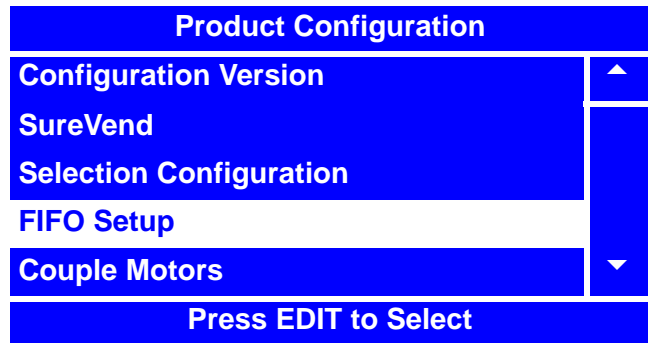 Product Configuration
Configuration Version
SureVend
Selection Configuration
FIFO Setup
Couple Motors
Press EDIT to Select